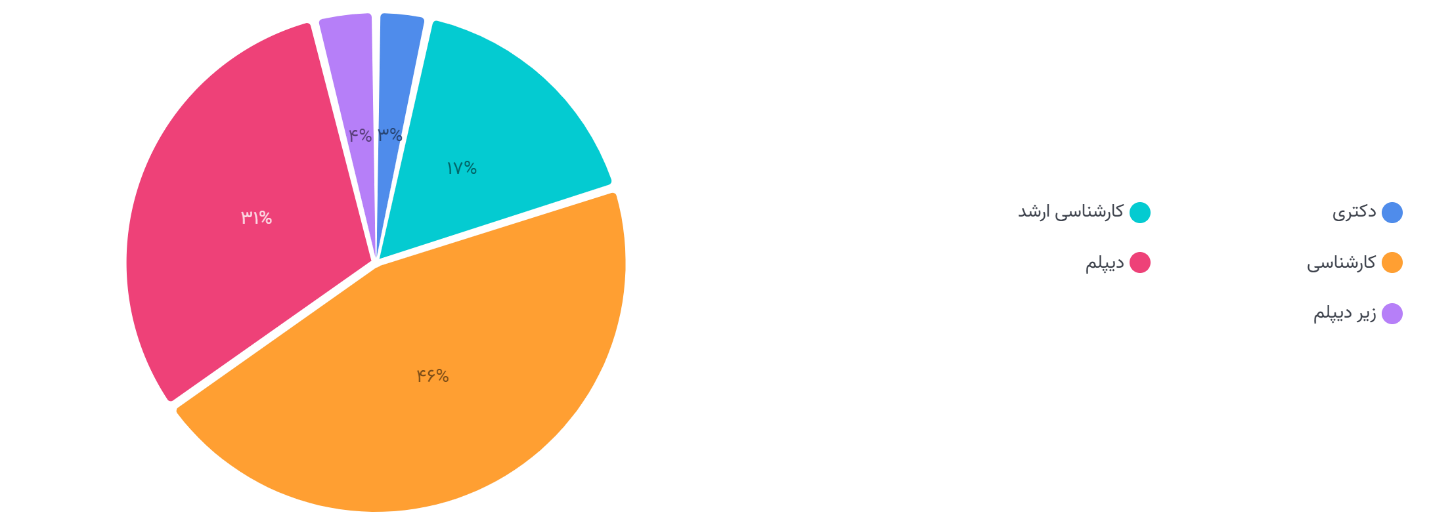 ۴%
۳%
۱۷%
۳۱%
۴۶%
دکتری
کارشناسی ارشد
کارشناسی
دیپلم
زیر دیپلم